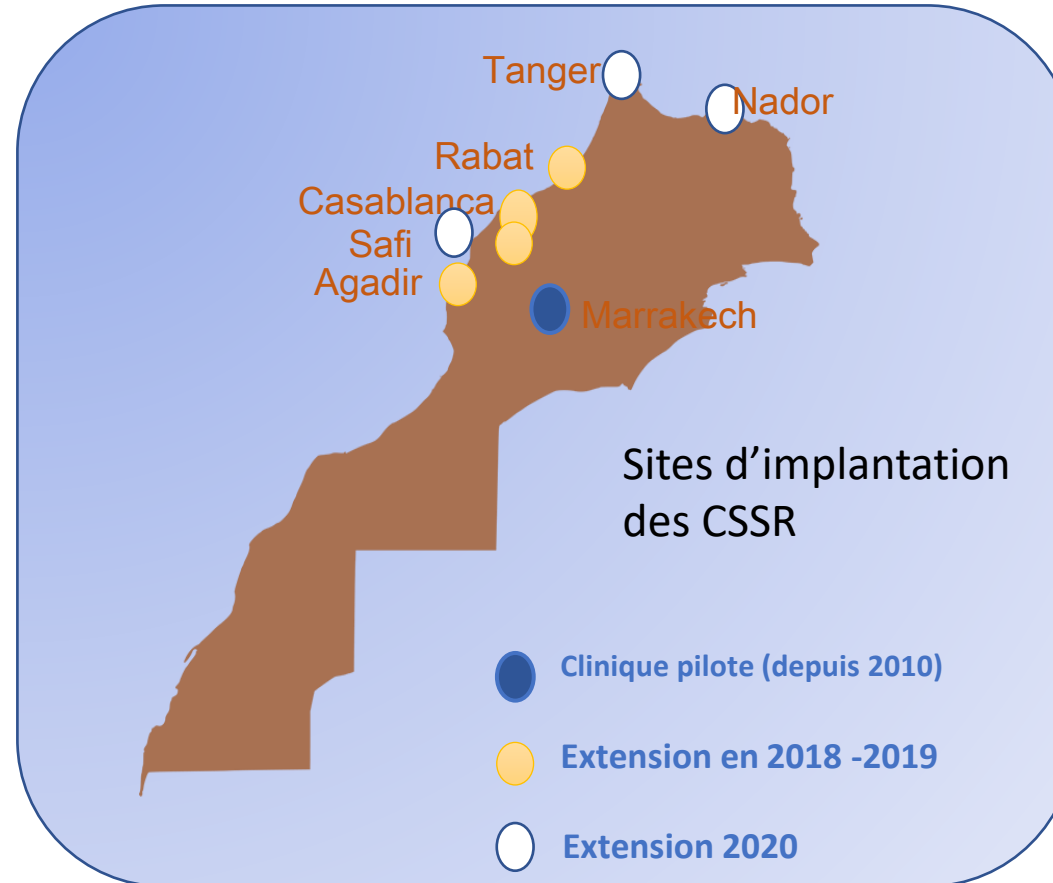 Tanger
Nador
Rabat
Casablanca
Safi
Agadir
Marrakech
Sites d’implantation
des CSSR
Clinique pilote (depuis 2010)
Extension en 2018 -2019
Extension 2020